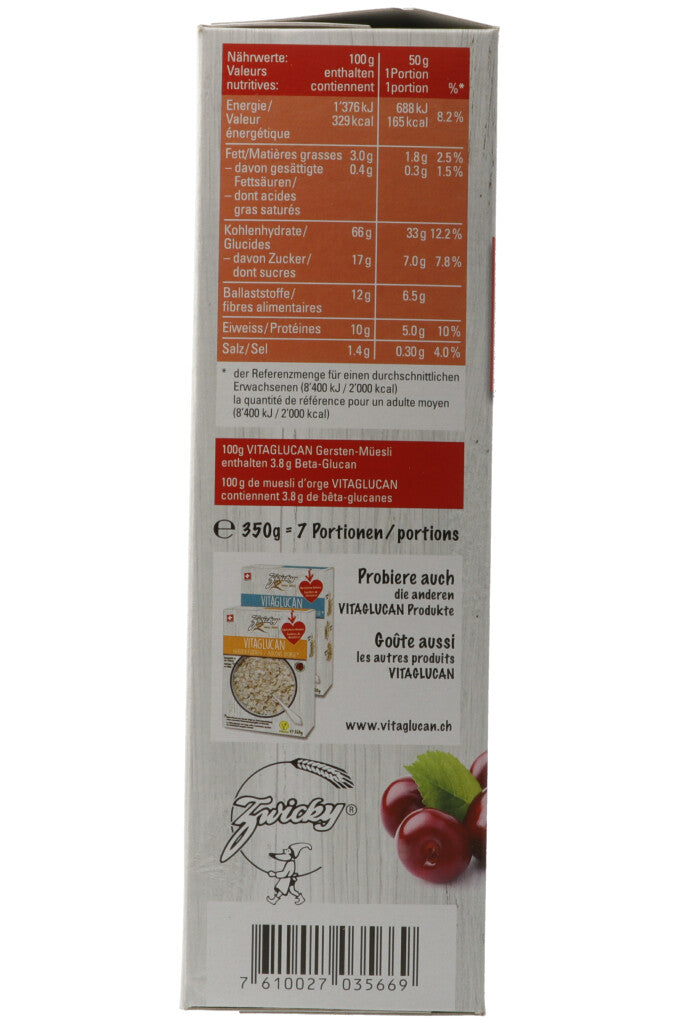 Nährwerte: 100g 50g
Valeurs enthalten 1Portion
nutritives: contiennent 1portion %*
Energie/ 1'376kJ 688kJ
Valeur 329kcal 165kcal 8.2%
énergétique
Fett/Matières grasses 3.0g 1.8g 2.5%
– davon gesättigte 0.4g 0.3g 1.5%
Fettsäuren/
– dont acides
gras saturés
Kohlenhydrate/ 66g 33g 12.2%
Glucides
– davon Zucker/ 17g 7.0g 7.8%
dont sucres
Ballaststoffe/ 12g 6.5g
fibres alimentaires
Eiweiss/Protéines 10g 5.0g 10%
Salz/Sel 1.4g 0.30g 4.0%
* der Referenzmenge für einen durchschnittlichen
Erwachsenen (8'400 kJ / 2'000 kcal)
la quantité de référence pour un adulte moyen
(8'400 kJ / 2'000 kcal)
100g VITAGLUCAN Gersten-Müesli
enthalten 3.8g Beta-Glucan
100g de muesli d'orge VITAGLUCAN
contiennent 3.8g de bêta-glucanes
℮ 350g = 7 Portionen/portions
Probiere auch
die anderen
VITAGLUCAN Produkte
Goûte aussi
les autres produits
VITAGLUCAN
www.vitaglucan.ch
Zwicky
VITAGLUCAN
Zwicky
VITAGLUCAN
Zwicky®
7 610027 035669